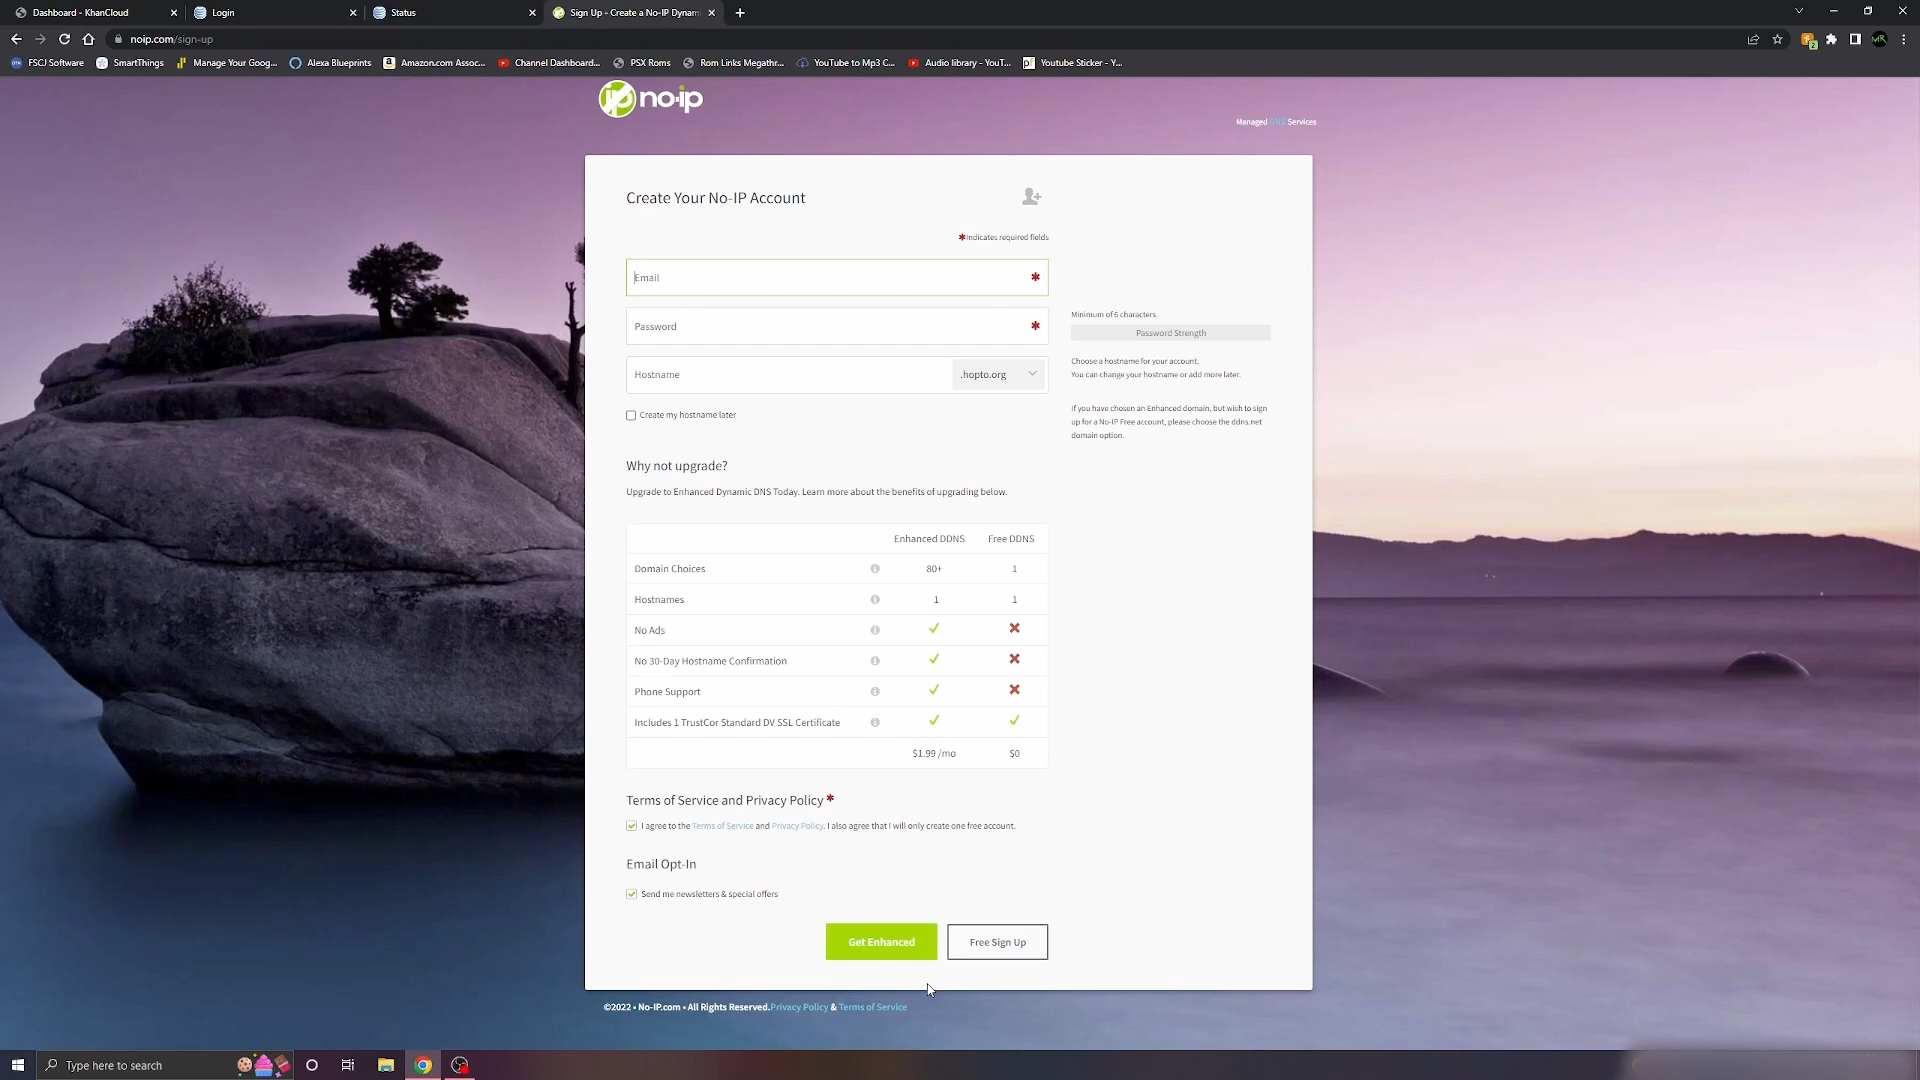 Dashboard - KhanCloud
Login
Status
Sign Up - Create a No-IP Dynam
noip.com/sign-up
FSCJ Software
SmartThings
Manage Your Goog...
Alexa Blueprints
Amazon.com Assoc...
Channel Dashboard...
PSX Roms
Rom Links Megathr...
YouTube to Mp3 C...
Audio library - YouT...
Youtube Sticker - Y...
no-ip
Managed DNS Services
Create Your No-IP Account
*Indicates required fields
Email *
Password *
Minimum of 6 characters.
Password Strength
Hostname .hopto.org
Choose a hostname for your account.
You can change your hostname or add more later.
Create my hostname later
If you have chosen an Enhanced domain, but wish to sign
up for a No-IP Free account, please choose the ddns.net
domain option.
Why not upgrade?
Upgrade to Enhanced Dynamic DNS Today. Learn more about the benefits of upgrading below.
Enhanced DDNS Free DDNS
Domain Choices 80+ 1
Hostnames 1 1
No Ads
No 30-Day Hostname Confirmation
Phone Support
Includes 1 TrustCor Standard DV SSL Certificate
$1.99 /mo $0
Terms of Service and Privacy Policy *
I agree to the Terms of Service and Privacy Policy. I also agree that I will only create one free account.
Email Opt-In
Send me newsletters & special offers
Get Enhanced
Free Sign Up
©2022 • No-IP.com • All Rights Reserved.Privacy Policy & Terms of Service
Type here to search